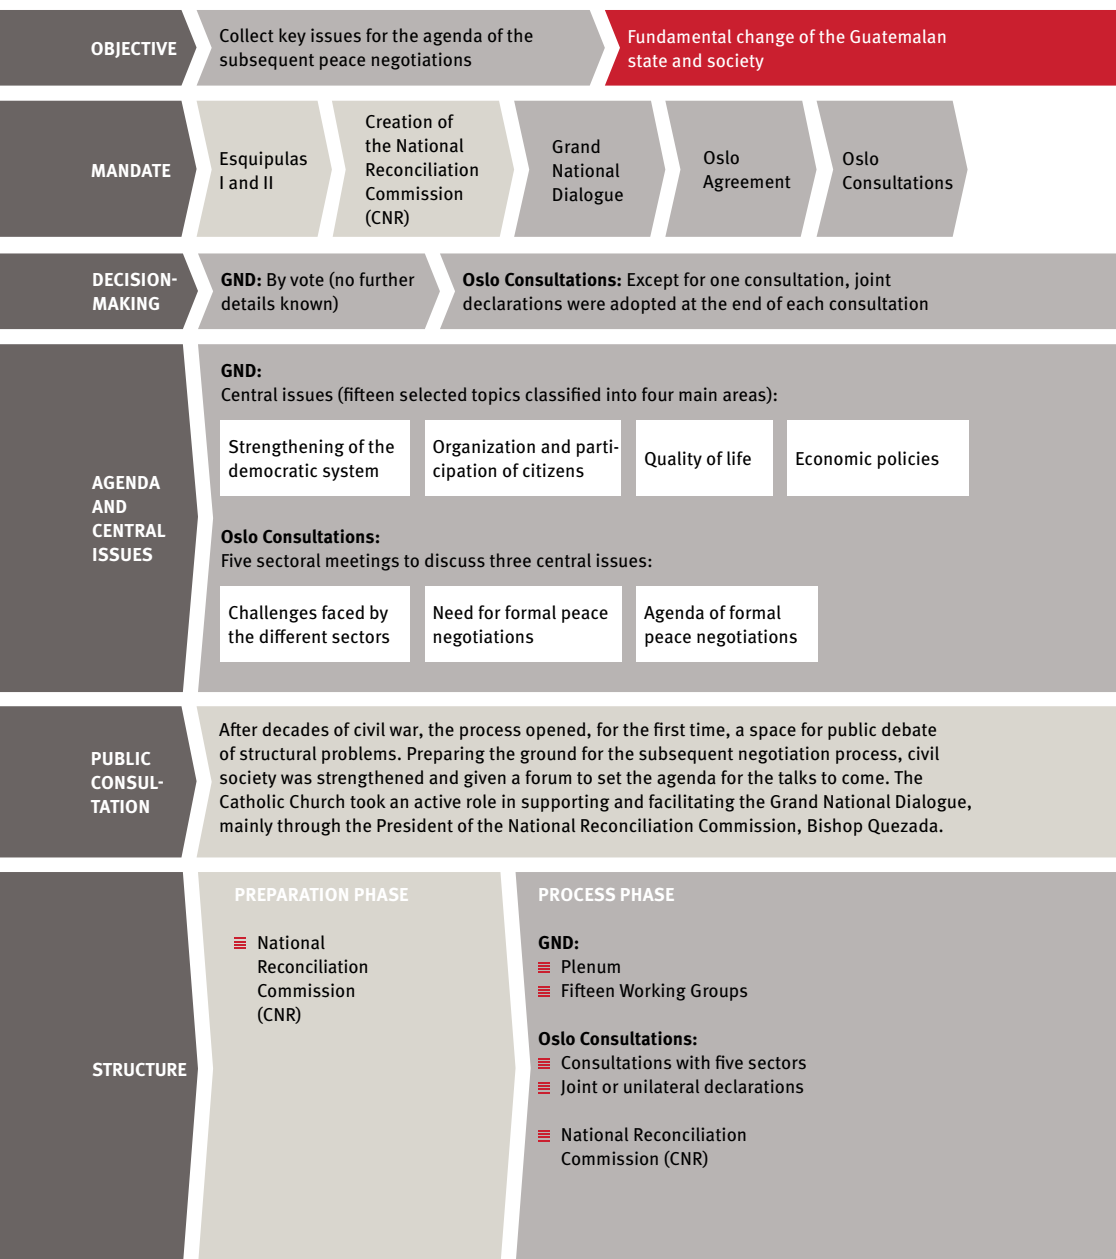 OBJECTIVE
Collect key issues for the agenda of the
subsequent peace negotiations
Fundamental change of the Guatemalan
state and society
MANDATE
Esquipulas
I and II
Creation of
the National
Reconciliation
Commission
(CNR)
Grand
National
Dialogue
Oslo
Agreement
Oslo
Consultations
DECISION-
MAKING
GND: By vote (no further
details known)
Oslo Consultations: Except for one consultation, joint
declarations were adopted at the end of each consultation
AGENDA
AND
CENTRAL
ISSUES
GND:
Central issues (fifteen selected topics classified into four main areas):
Strengthening of the
democratic system
Organization and parti-
cipation of citizens
Quality of life
Economic policies
Oslo Consultations:
Five sectoral meetings to discuss three central issues:
Challenges faced by
the different sectors
Need for formal peace
negotiations
Agenda of formal
peace negotiations
PUBLIC
CONSUL-
TATION
After decades of civil war, the process opened, for the first time, a space for public debate
of structural problems. Preparing the ground for the subsequent negotiation process, civil
society was strengthened and given a forum to set the agenda for the talks to come. The
Catholic Church took an active role in supporting and facilitating the Grand National Dialogue,
mainly through the President of the National Reconciliation Commission, Bishop Quezada.
STRUCTURE
PREPARATION PHASE
National
Reconciliation
Commission
(CNR)
PROCESS PHASE
GND:
Plenum
Fifteen Working Groups
Oslo Consultations:
Consultations with five sectors
Joint or unilateral declarations
National Reconciliation
Commission (CNR)